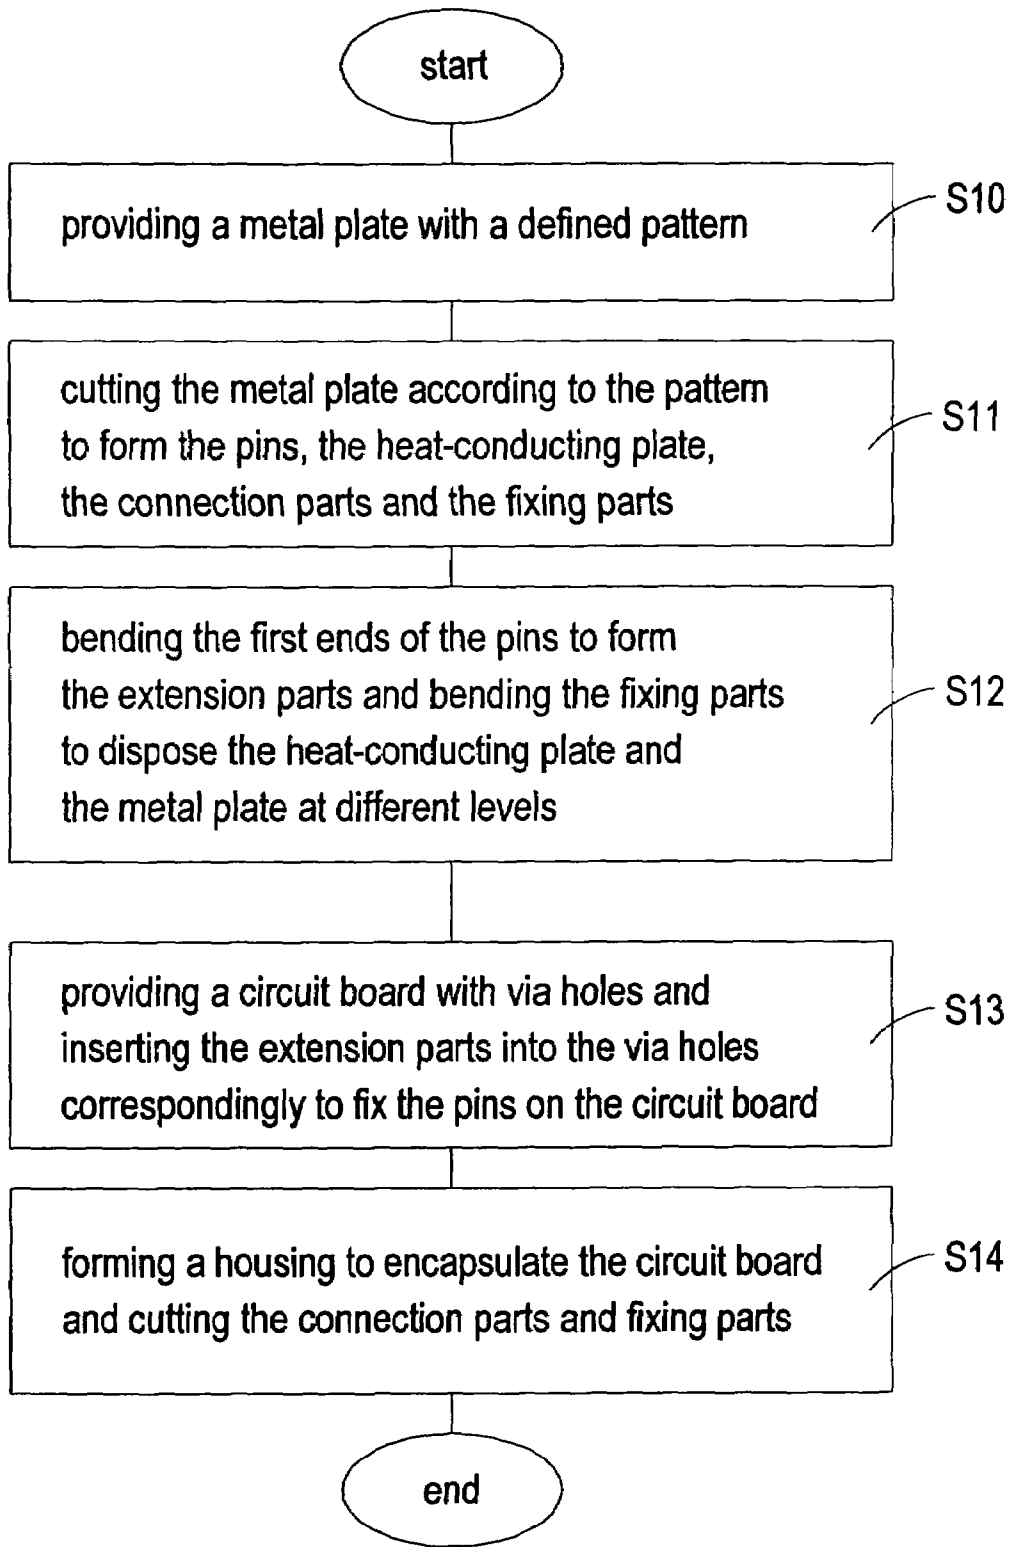 start
providing a metal plate with a defined pattern
S10
cutting the metal plate according to the pattern
to form the pins, the heat-conducting plate,
the connection parts and the fixing parts
S11
bending the first ends of the pins to form
the extension parts and bending the fixing parts
to dispose the heat-conducting plate and
the metal plate at different levels
S12
providing a circuit board with via holes and
inserting the extension parts into the via holes
correspondingly to fix the pins on the circuit board
S13
forming a housing to encapsulate the circuit board
and cutting the connection parts and fixing parts
S14
end